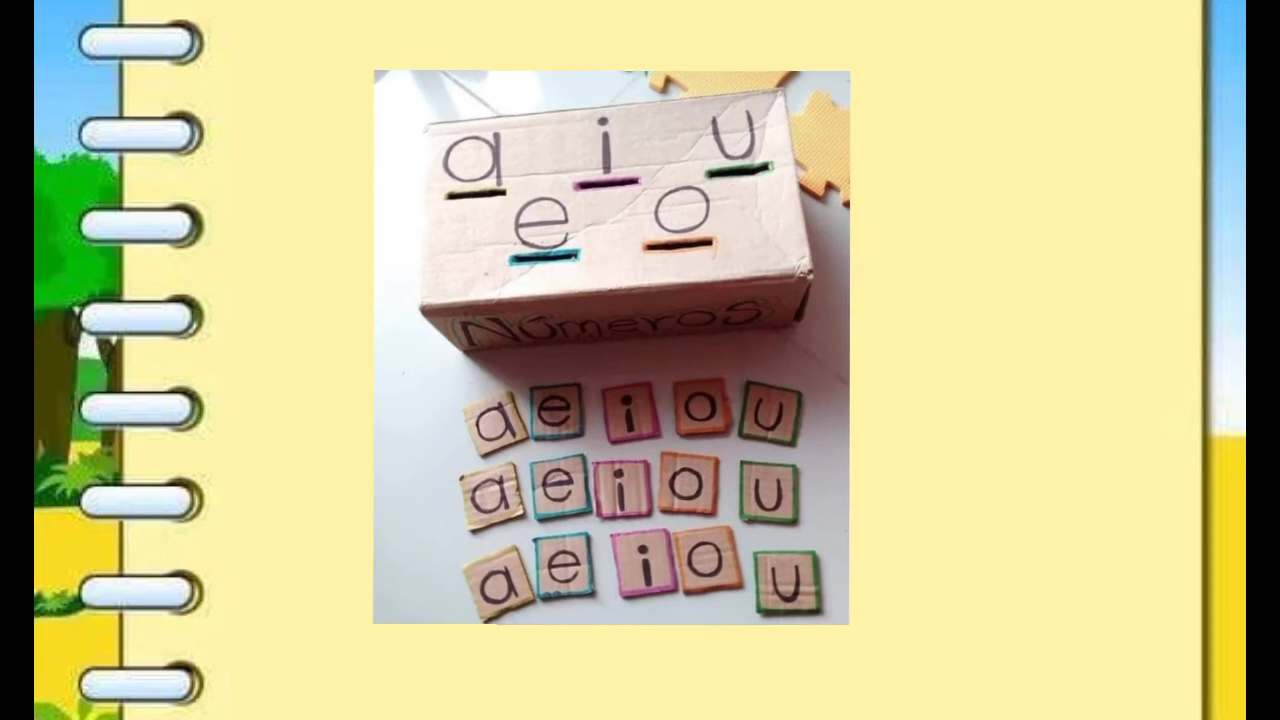 a i u
e o
Números
a e i o u
a e i o u
a e i o u